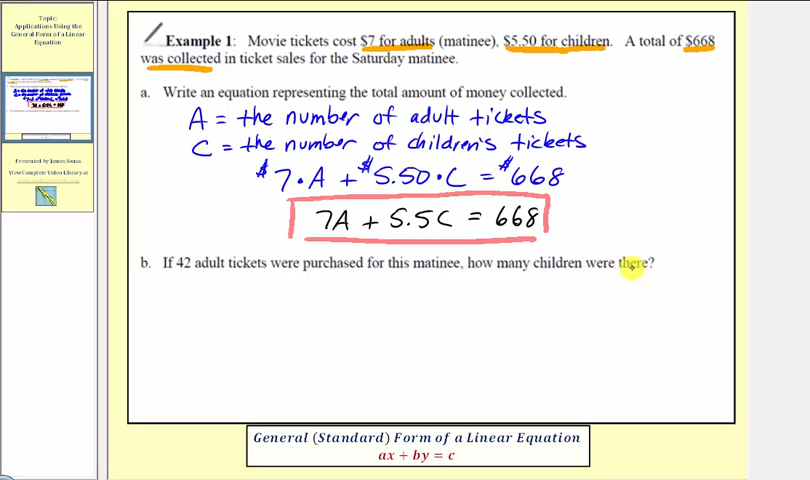 Topic:
Applications Using the
General Form of a Linear
Equation
Presented by James Sousa
View Complete Video Library at
Example 1: Movie tickets cost $7 for adults (matinee), $5.50 for children. A total of $668
was collected in ticket sales for the Saturday matinee.
a. Write an equation representing the total amount of money collected.
A = the number of adult tickets
C = the number of children's tickets
$7·A + $5.50·C = $668
7A + 5.5C = 668
b. If 42 adult tickets were purchased for this matinee, how many children were there?
General (Standard) Form of a Linear Equation
ax + by = c